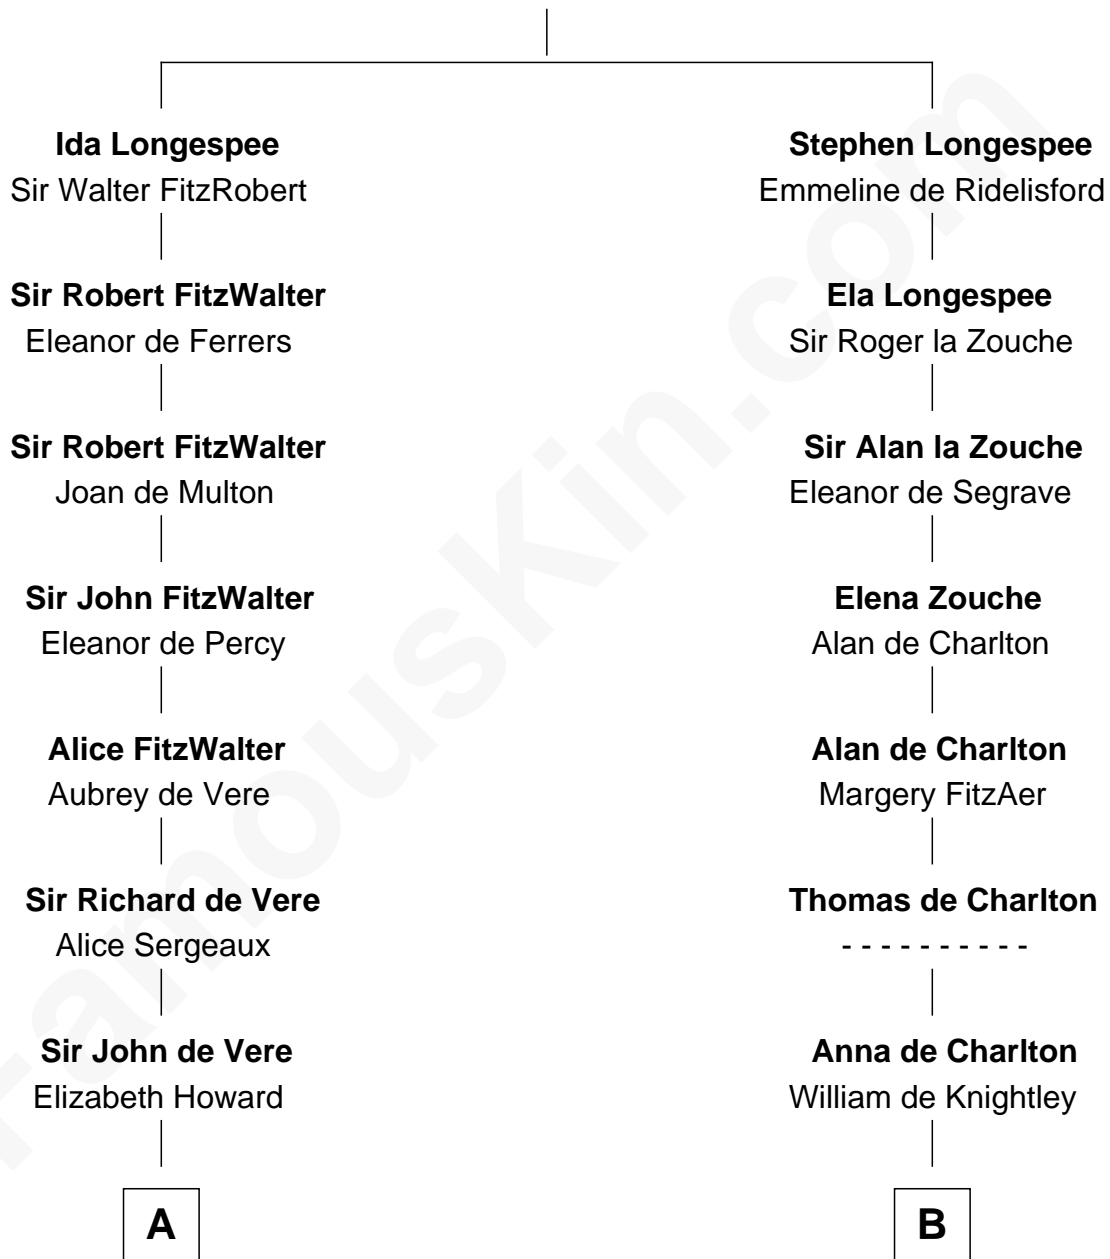 Ida Longespee
Sir Walter FitzRobert
Sir Robert FitzWalter
Eleanor de Ferrers
Sir Robert FitzWalter
Joan de Multon
Sir John FitzWalter
Eleanor de Percy
Alice FitzWalter
Aubrey de Vere
Sir Richard de Vere
Alice Sergeaux
Sir John de Vere
Elizabeth Howard
A
Stephen Longespee
Emmeline de Ridelisford
Ela Longespee
Sir Roger la Zouche
Sir Alan la Zouche
Eleanor de Segrave
Elena Zouche
Alan de Charlton
Alan de Charlton
Margery FitzAer
Thomas de Charlton
- - - - - - - - - -
Anna de Charlton
William de Knightley
B
FamousKin.com